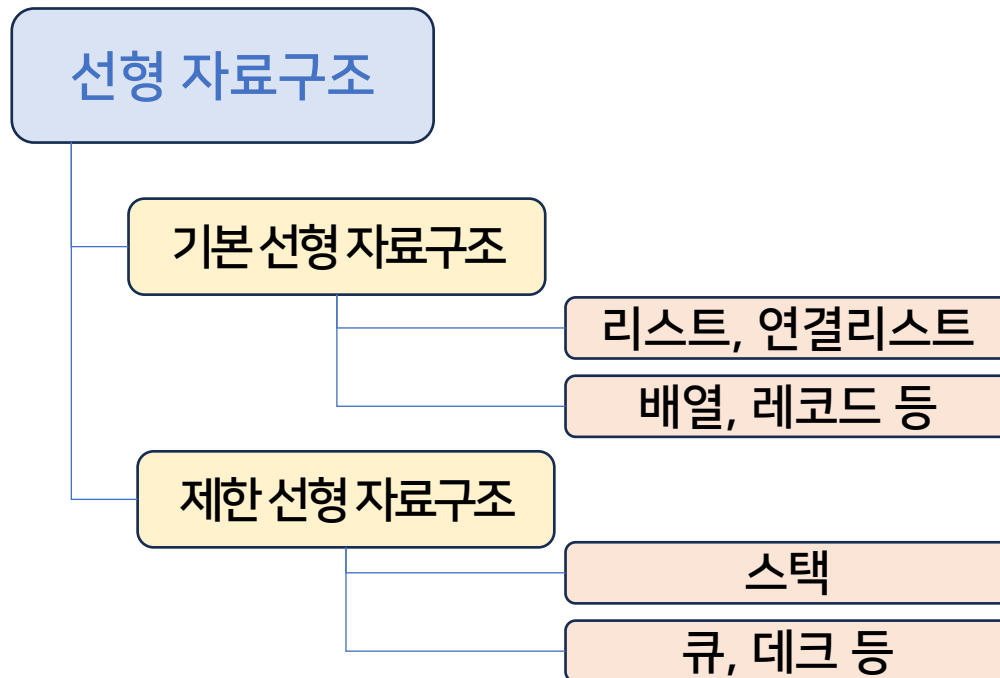 선형 자료구조
기본 선형 자료구조
리스트, 연결리스트
배열, 레코드 등
제한 선형 자료구조
스택
큐, 데크 등